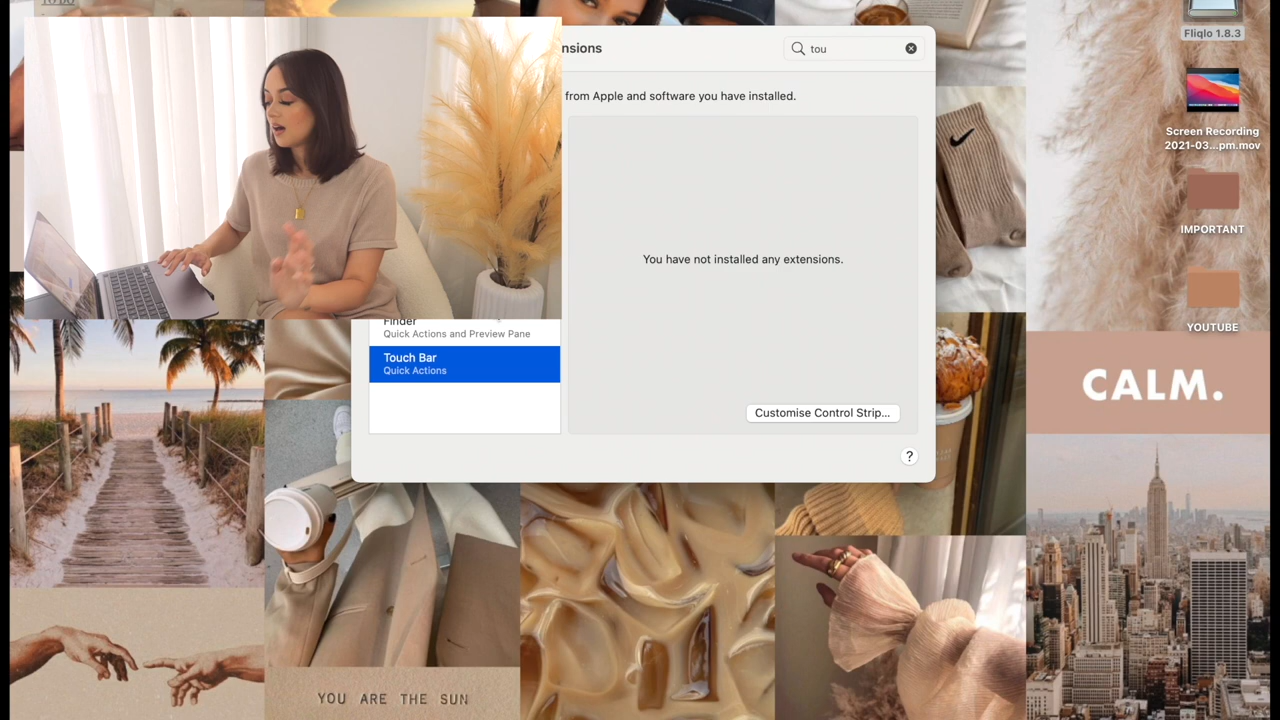 TO DO
nsions
tou
from Apple and software you have installed.
You have not installed any extensions.
Finder
Quick Actions and Preview Pane
Touch Bar
Quick Actions
Customise Control Strip...
?
Fliqlo 1.8.3
Screen Recording
2021-03...pm.mov
IMPORTANT
YOUTUBE
CALM.
YOU ARE THE SUN